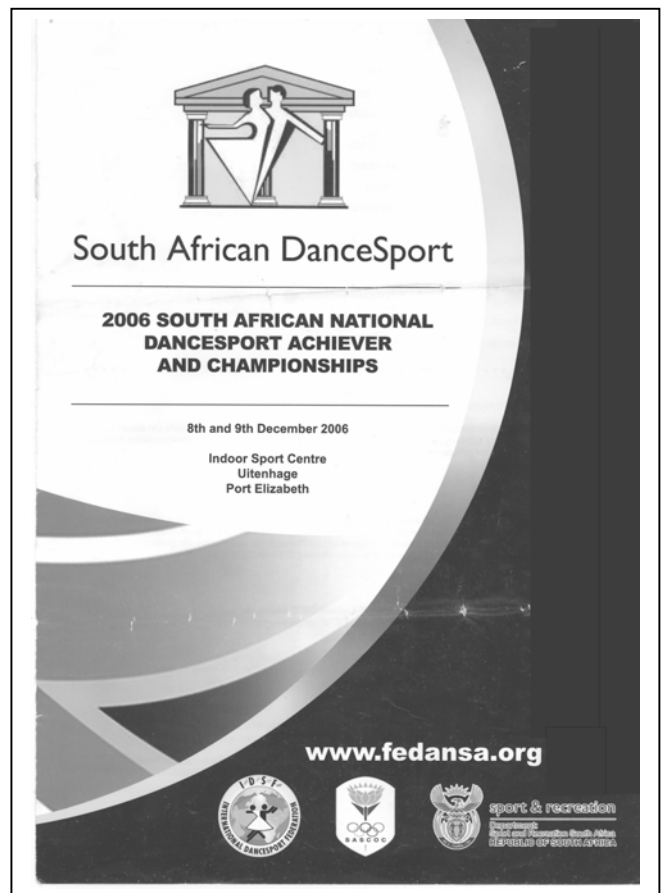 South African DanceSport
2006 SOUTH AFRICAN NATIONAL
DANCESPORT ACHIEVER
AND CHAMPIONSHIPS
8th and 9th December 2006
Indoor Sport Centre
Uitenhage
Port Elizabeth
www.fedansa.org
I·D·S·F
INTERNATIONAL DANCESPORT FEDERATION
SASCOC
sport & recreation
Department:
Sport and Recreation South Africa
REPUBLIC OF SOUTH AFRICA